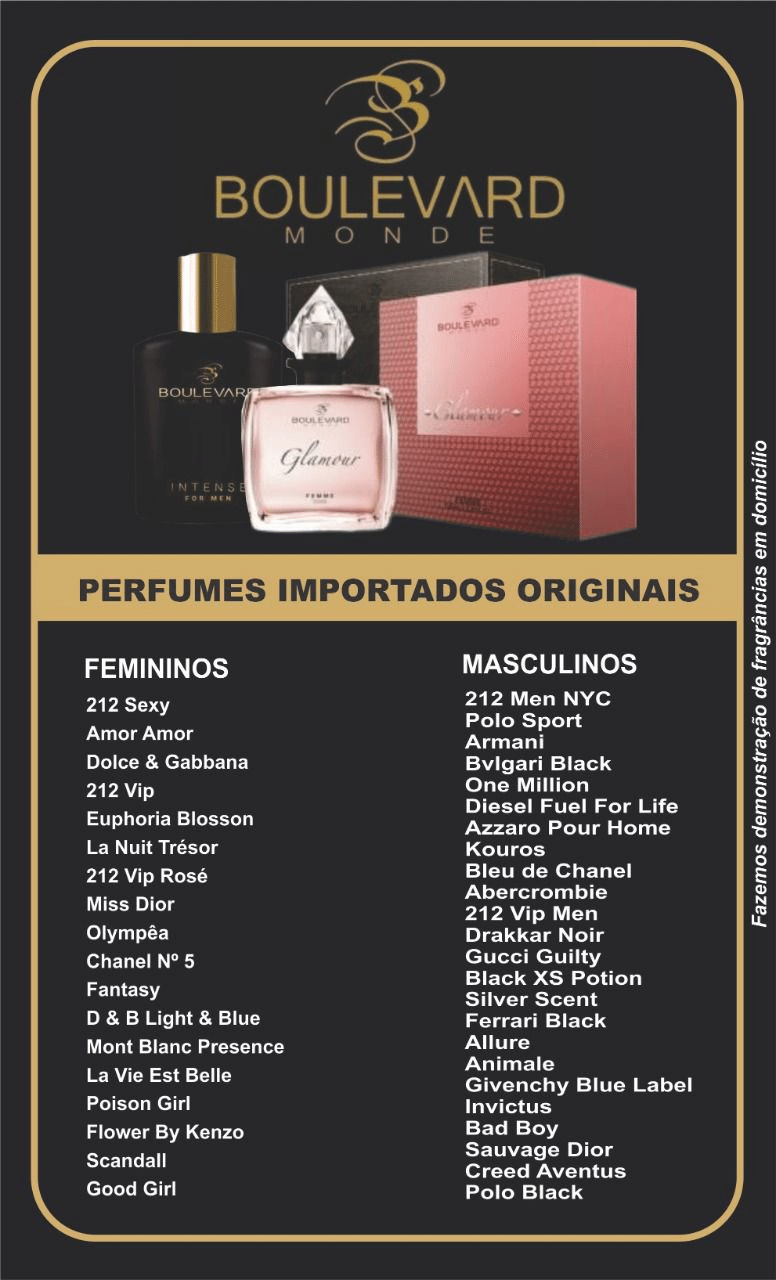 BOULEVARD
MONDE
BOULEVARD
MONDE
INTENSE
FOR MEN
BOULEVARD
MONDE
Glamour
FEMME
BOULEVARD
MONDE
Glamour
FEMME
PERFUMES IMPORTADOS ORIGINAIS
FEMININOS
212 Sexy
Amor Amor
Dolce & Gabbana
212 Vip
Euphoria Blosson
La Nuit Trésor
212 Vip Rosé
Miss Dior
Olympêa
Chanel Nº 5
Fantasy
D & B Light & Blue
Mont Blanc Presence
La Vie Est Belle
Poison Girl
Flower By Kenzo
Scandall
Good Girl
MASCULINOS
212 Men NYC
Polo Sport
Armani
Bvlgari Black
One Million
Diesel Fuel For Life
Azzaro Pour Home
Kouros
Bleu de Chanel
Abercrombie
212 Vip Men
Drakkar Noir
Gucci Guilty
Black XS Potion
Silver Scent
Ferrari Black
Allure
Animale
Givenchy Blue Label
Invictus
Bad Boy
Sauvage Dior
Creed Aventus
Polo Black
Fazemos demonstração de fragrâncias em domicílio